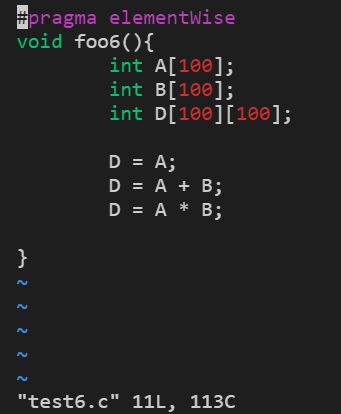 #pragma elementWise
void foo6(){
        int A[100];
        int B[100];
        int D[100][100];

        D = A;
        D = A + B;
        D = A * B;

}
~
~
~
~
~
"test6.c" 11L, 113C